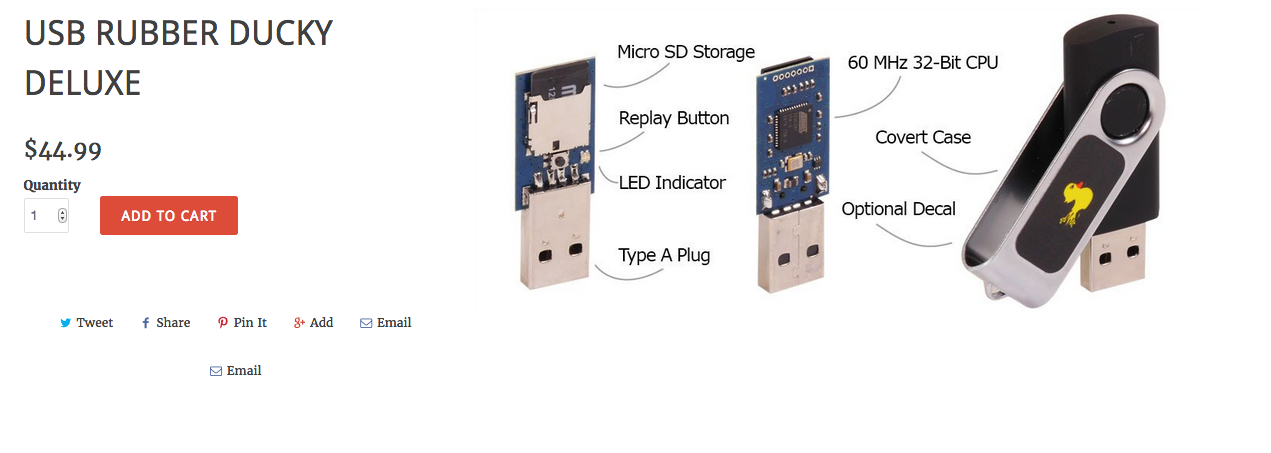 USB RUBBER DUCKY
DELUXE
$44.99
Quantity
1
ADD TO CART
Tweet
Share
Pin It
Add
Email
Email
Micro SD Storage
Replay Button
LED Indicator
Type A Plug
60 MHz 32-Bit CPU
Covert Case
Optional Decal